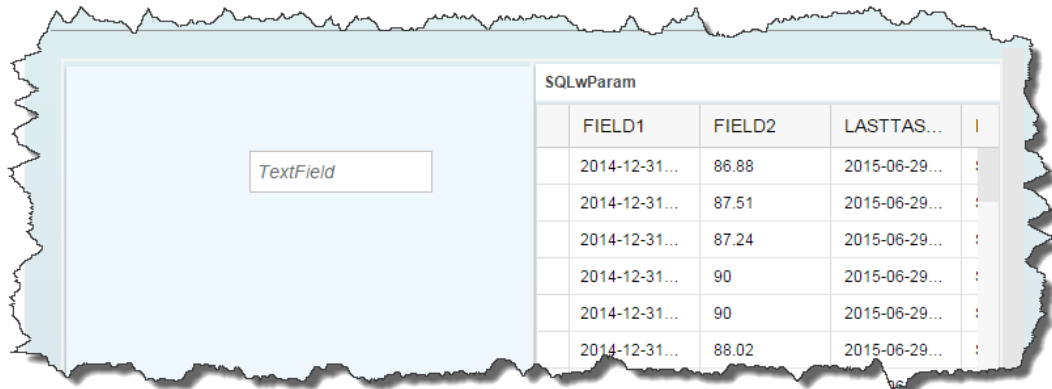 SQLwParam
FIELD1 FIELD2 LASTTAS...
TextField
2014-12-31... 86.88 2015-06-29...
2014-12-31... 87.51 2015-06-29...
2014-12-31... 87.24 2015-06-29...
2014-12-31... 90 2015-06-29...
2014-12-31... 90 2015-06-29...
2014-12-31... 88.02 2015-06-29...